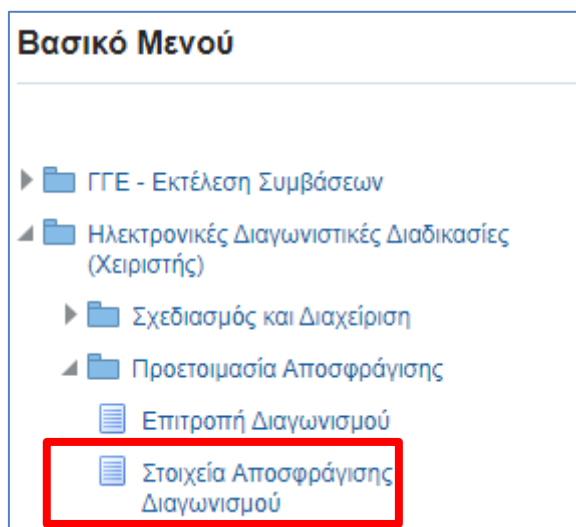 Βασικό Μενού
ΓΓΕ - Εκτέλεση Συμβάσεων
Ηλεκτρονικές Διαγωνιστικές Διαδικασίες
(Χειριστής)
Σχεδιασμός και Διαχείριση
Προετοιμασία Αποσφράγισης
Επιτροπή Διαγωνισμού
Στοιχεία Αποσφράγισης
Διαγωνισμού